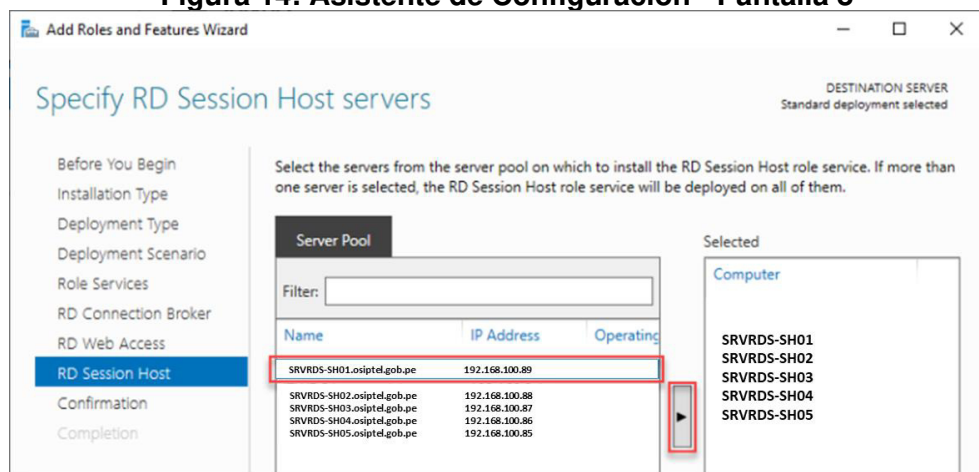 Figura 14: Asistente de Configuración - Pantalla 8
Add Roles and Features Wizard
Specify RD Session Host servers
DESTINATION SERVER
Standard deployment selected
Before You Begin
Installation Type
Deployment Type
Deployment Scenario
Role Services
RD Connection Broker
RD Web Access
RD Session Host
Confirmation
Completion
Select the servers from the server pool on which to install the RD Session Host role service. If more than
one server is selected, the RD Session Host role service will be deployed on all of them.
Server Pool
Filter:
Name IP Address Operating
SRVRDS-SH01.osiptel.gob.pe 192.168.100.89
SRVRDS-SH02.osiptel.gob.pe 192.168.100.88
SRVRDS-SH03.osiptel.gob.pe 192.168.100.87
SRVRDS-SH04.osiptel.gob.pe 192.168.100.86
SRVRDS-SH05.osiptel.gob.pe 192.168.100.85
Selected
Computer
SRVRDS-SH01
SRVRDS-SH02
SRVRDS-SH03
SRVRDS-SH04
SRVRDS-SH05